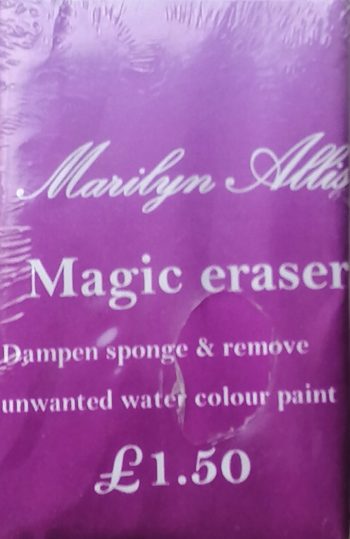 Marilyn Allis
Magic eraser
Dampen sponge & remove
unwanted water colour paint
£1.50